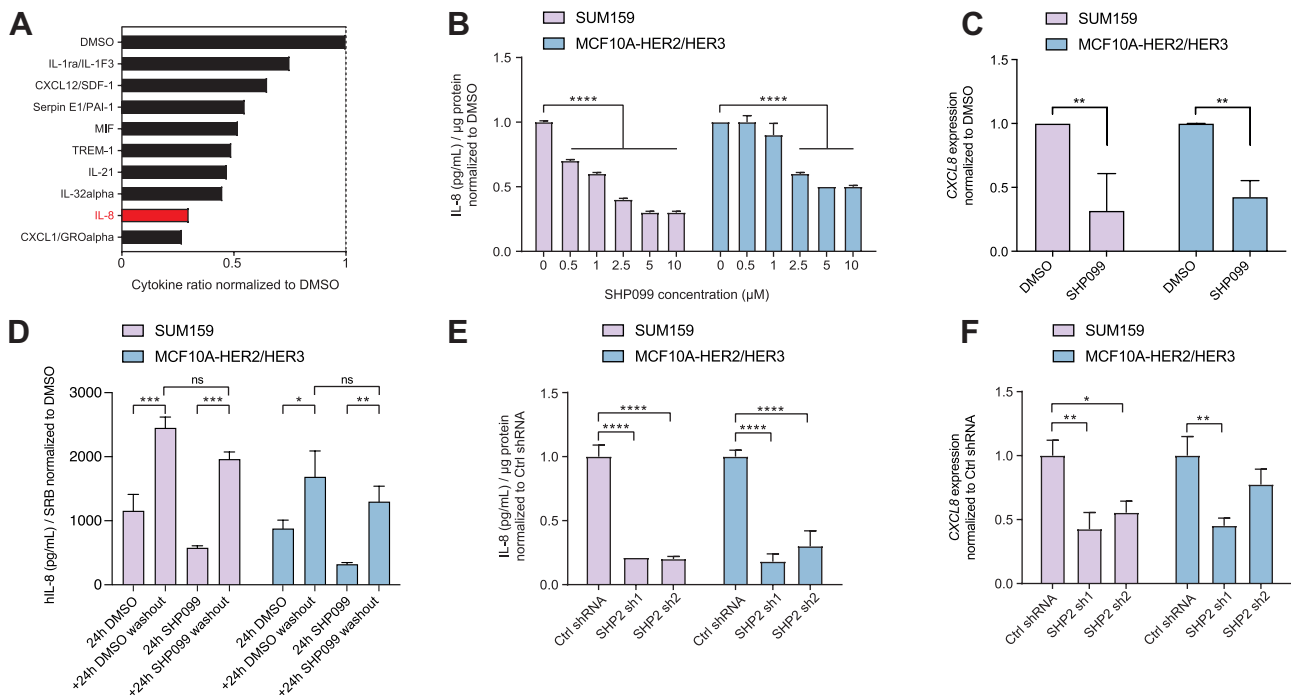 A
DMSO
IL-1ra/IL-1F3
CXCL12/SDF-1
Serpin E1/PAI-1
MIF
TREM-1
IL-21
IL-32alpha
IL-8
CXCL1/GROalpha
0
0.5
1
Cytokine ratio normalized to DMSO
B
SUM159
MCF10A-HER2/HER3
IL-8 (pg/mL) / µg protein
normalized to DMSO
1.5
1.0
0.5
0.0
****
****
0 0.5 1 2.5 5 10
0 0.5 1 2.5 5 10
SHP099 concentration (µM)
C
SUM159
MCF10A-HER2/HER3
CXCL8 expression
normalized to DMSO
1.5
1.0
0.5
0.0
**
**
DMSO
SHP099
DMSO
SHP099
D
SUM159
MCF10A-HER2/HER3
hIL-8 (pg/mL) / SRB normalized to DMSO
3000
2000
1000
0
ns
ns
***
***
*
**
24h DMSO
+24h DMSO washout
24h SHP099
+24h SHP099 washout
24h DMSO
+24h DMSO washout
24h SHP099
+24h SHP099 washout
E
SUM159
MCF10A-HER2/HER3
IL-8 (pg/mL) / µg protein
normalized to Ctrl shRNA
1.5
1.0
0.5
0.0
****
****
****
****
Ctrl shRNA
SHP2 sh1
SHP2 sh2
Ctrl shRNA
SHP2 sh1
SHP2 sh2
F
SUM159
MCF10A-HER2/HER3
CXCL8 expression
normalized to Ctrl shRNA
1.5
1.0
0.5
0.0
*
**
**
Ctrl shRNA
SHP2 sh1
SHP2 sh2
Ctrl shRNA
SHP2 sh1
SHP2 sh2